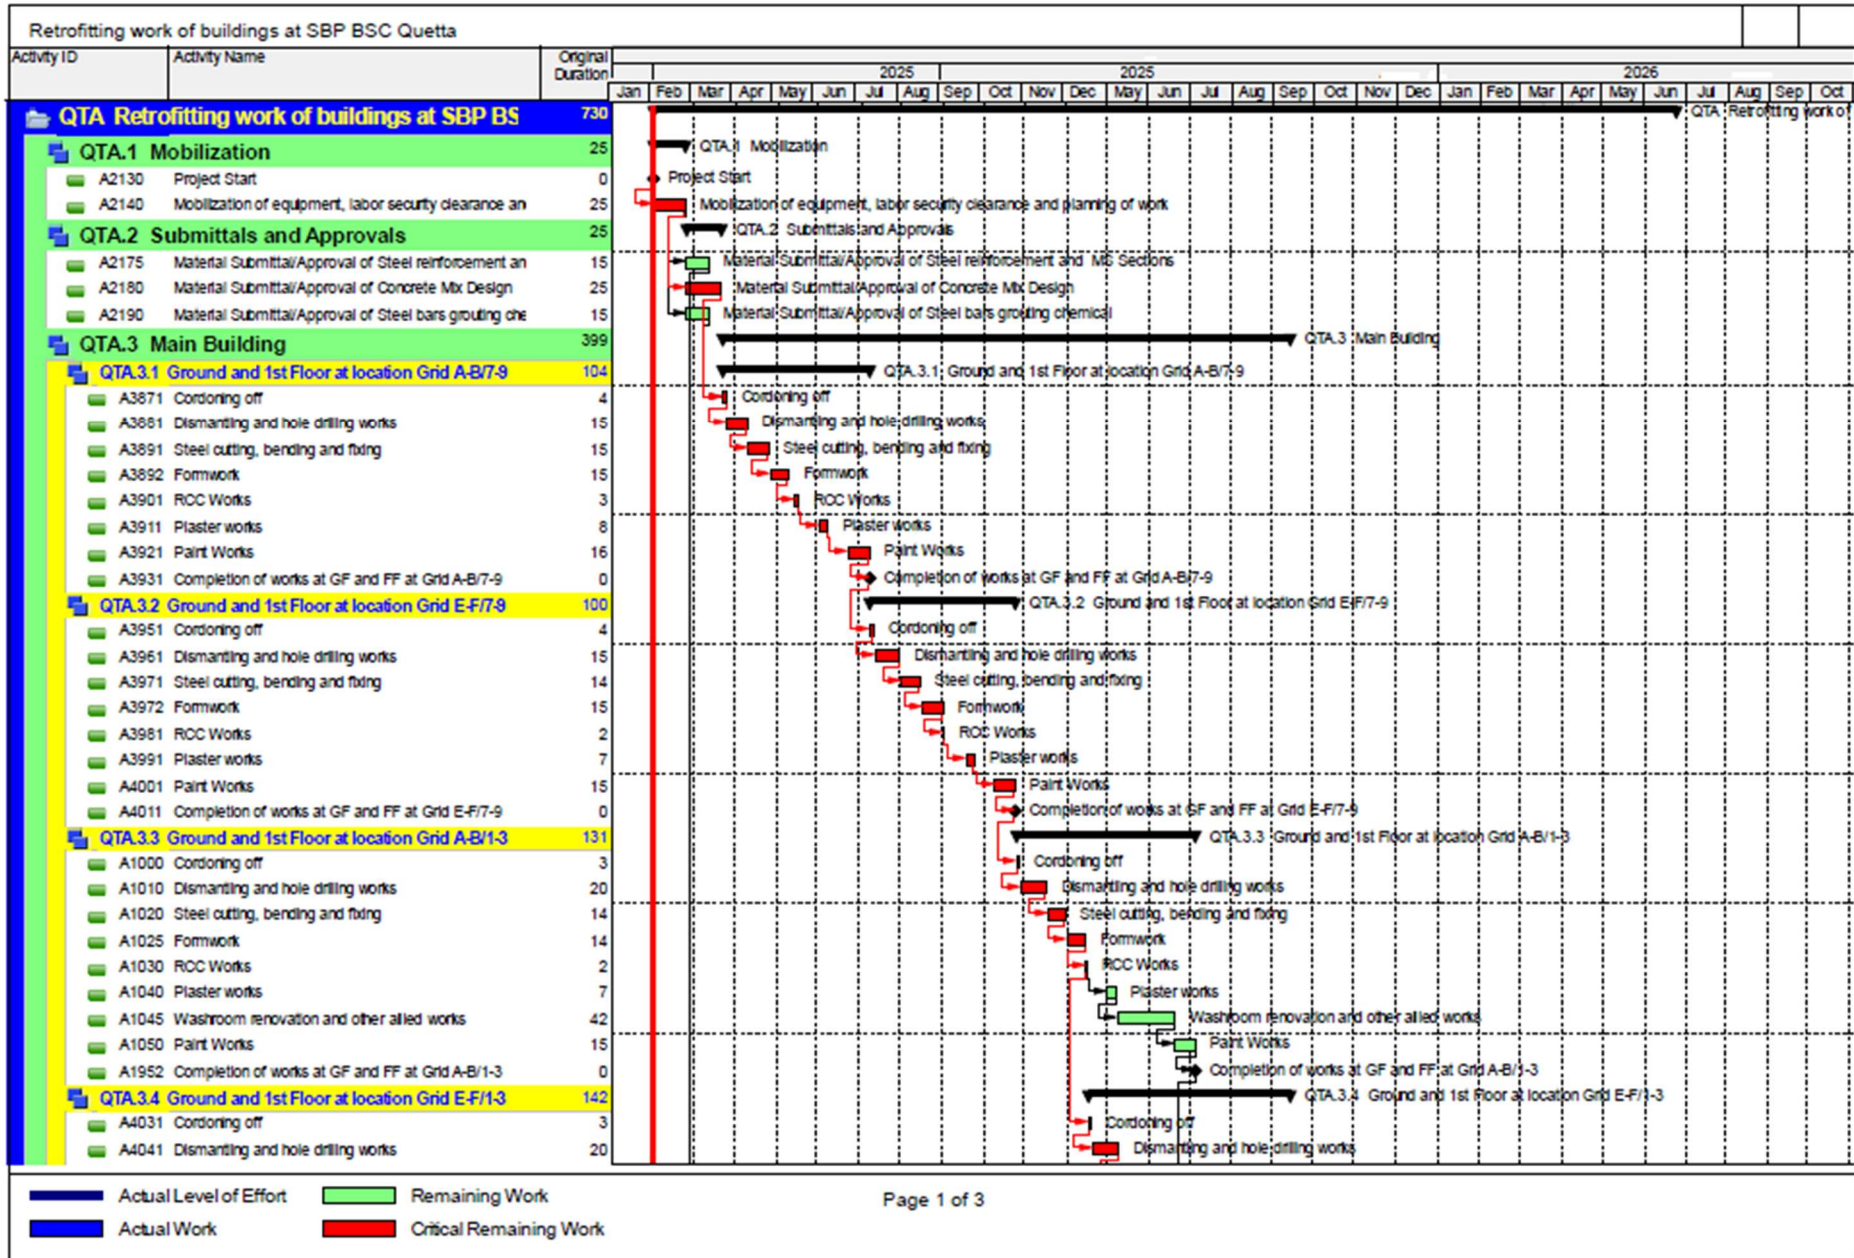 Retrofitting work of buildings at SBP BSC Quetta
Activity ID Activity Name Original Duration
2025 2025 2026
Jan Feb Mar Apr May Jun Jul Aug Sep Oct Nov Dec May Jun Jul Aug Sep Oct Nov Dec Jan Feb Mar Apr May Jun Jul Aug Sep Oct
QTA Retrofitting work of buildings at SBP BS 730 QTA Retrofitting work of
QTA.1 Mobilization 25 QTA.1 Mobilization
A2130 Project Start 0 Project Start
A2140 Mobilization of equipment, labor security clearance an 25 Mobilization of equipment, labor security clearance and planning of work
QTA.2 Submittals and Approvals 25 QTA.2 Submittals and Approvals
A2175 Material Submittal/Approval of Steel reinforcement an 15 Material Submittal/Approval of Steel reinforcement and MS Sections
A2180 Material Submittal/Approval of Concrete Mix Design 25 Material Submittal/Approval of Concrete Mix Design
A2190 Material Submittal/Approval of Steel bars grouting che 15 Material Submittal/Approval of Steel bars grouting chemical
QTA.3 Main Building 399 QTA.3 Main Building
QTA.3.1 Ground and 1st Floor at location Grid A-B/7-9 104 QTA.3.1 Ground and 1st Floor at location Grid A-B/7-9
A3871 Cordoning off 4 Cordoning off
A3881 Dismantling and hole drilling works 15 Dismantling and hole drilling works
A3891 Steel cutting, bending and fixing 15 Steel cutting, bending and fixing
A3892 Formwork 15 Formwork
A3901 RCC Works 3 RCC Works
A3911 Plaster works 8 Plaster works
A3921 Paint Works 16 Paint Works
A3931 Completion of works at GF and FF at Grid A-B/7-9 0 Completion of works at GF and FF at Grid A-B/7-9
QTA.3.2 Ground and 1st Floor at location Grid E-F/7-9 100 QTA.3.2 Ground and 1st Floor at location Grid E-F/7-9
A3951 Cordoning off 4 Cordoning off
A3961 Dismantling and hole drilling works 15 Dismantling and hole drilling works
A3971 Steel cutting, bending and fixing 14 Steel cutting, bending and fixing
A3972 Formwork 15 Formwork
A3981 RCC Works 2 RCC Works
A3991 Plaster works 7 Plaster works
A4001 Paint Works 15 Paint Works
A4011 Completion of works at GF and FF at Grid E-F/7-9 0 Completion of works at GF and FF at Grid E-F/7-9
QTA.3.3 Ground and 1st Floor at location Grid A-B/1-3 131 QTA.3.3 Ground and 1st Floor at location Grid A-B/1-3
A1000 Cordoning off 3 Cordoning off
A1010 Dismantling and hole drilling works 20 Dismantling and hole drilling works
A1020 Steel cutting, bending and fixing 14 Steel cutting, bending and fixing
A1025 Formwork 14 Formwork
A1030 RCC Works 2 RCC Works
A1040 Plaster works 7 Plaster works
A1045 Washroom renovation and other allied works 42 Washroom renovation and other allied works
A1050 Paint Works 15 Paint Works
A1952 Completion of works at GF and FF at Grid A-B/1-3 0 Completion of works at GF and FF at Grid A-B/1-3
QTA.3.4 Ground and 1st Floor at location Grid E-F/1-3 142 QTA.3.4 Ground and 1st Floor at location Grid E-F/1-3
A4031 Cordoning off 3 Cordoning off
A4041 Dismantling and hole drilling works 20 Dismantling and hole drilling works
Actual Level of Effort Remaining Work Page 1 of 3
Actual Work Critical Remaining Work